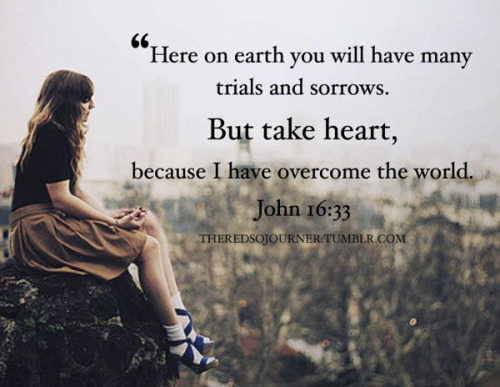 “Here on earth you will have many
trials and sorrows.
But take heart,
because I have overcome the world.
John 16:33
THEREDSOJOURNER.TUMBLR.COM